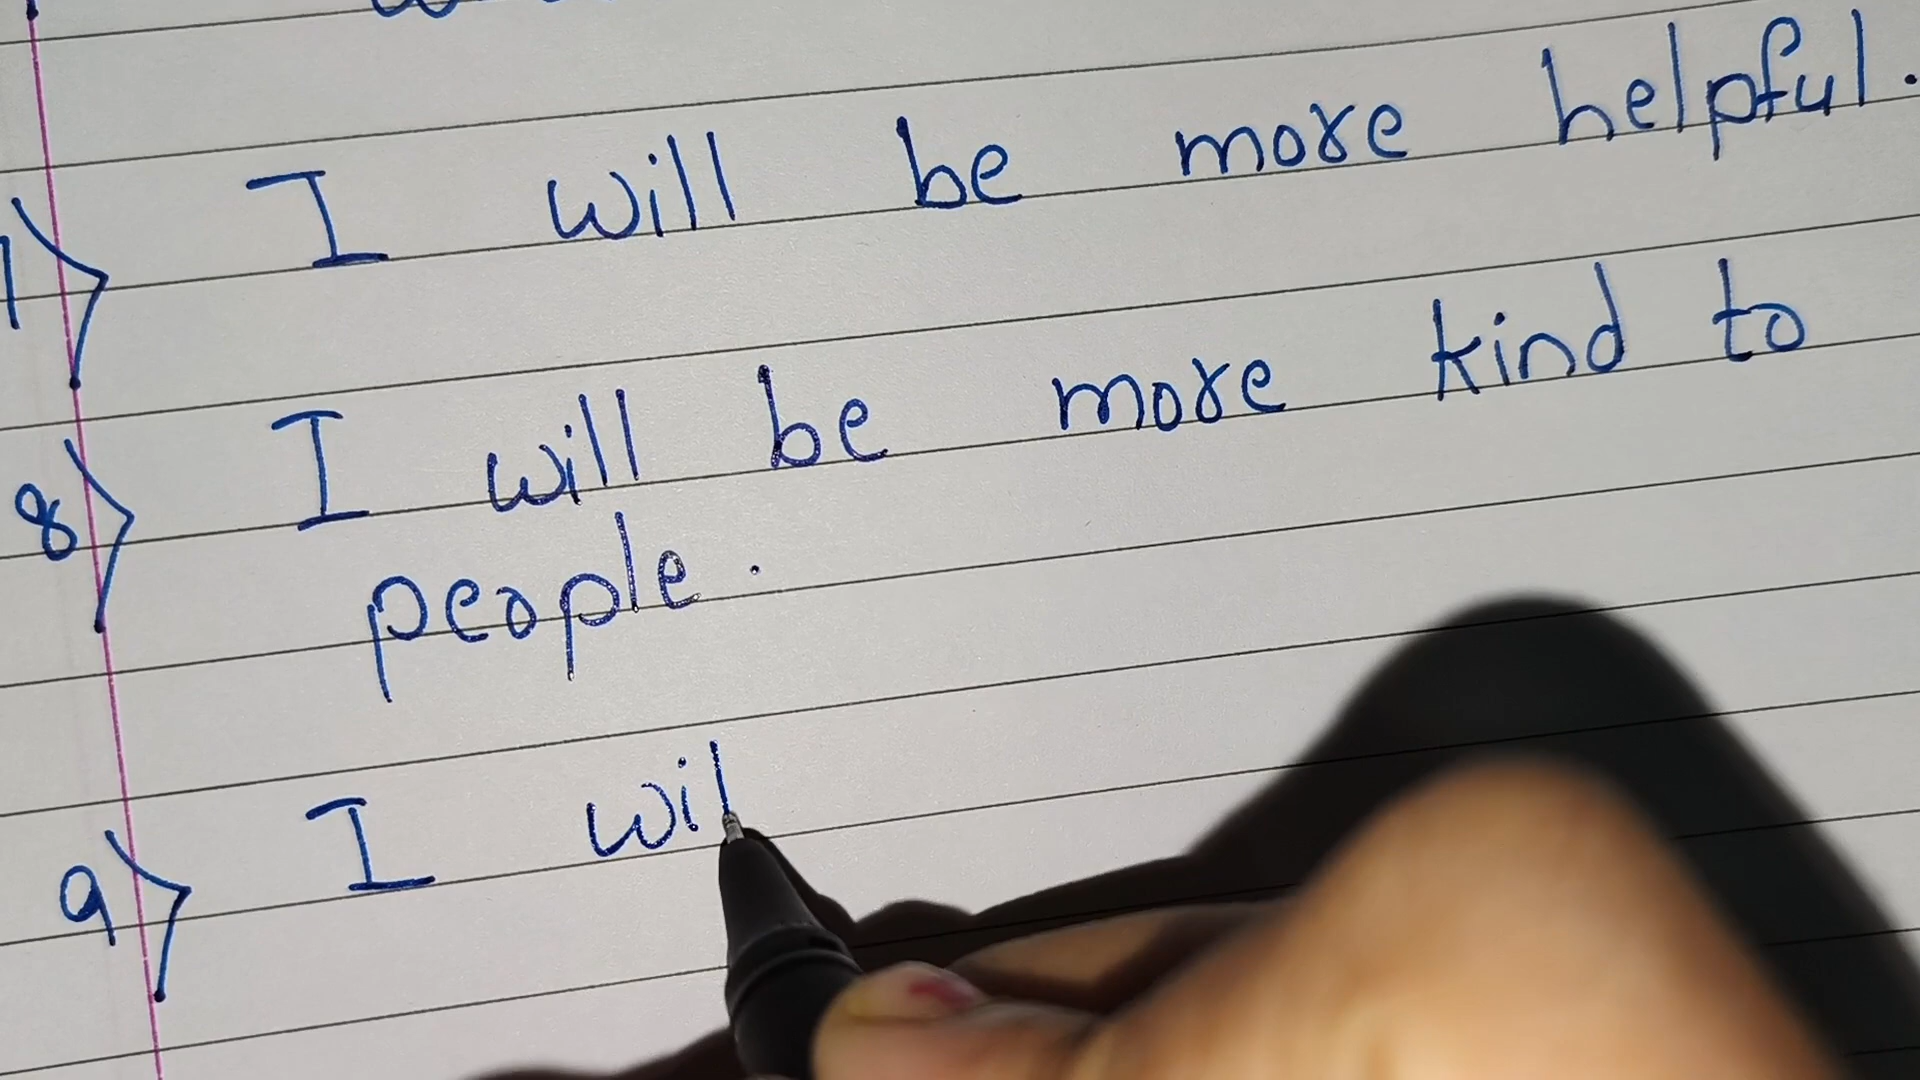 7> I will be more helpful.
8> I will be more kind to
people.
9> I wil